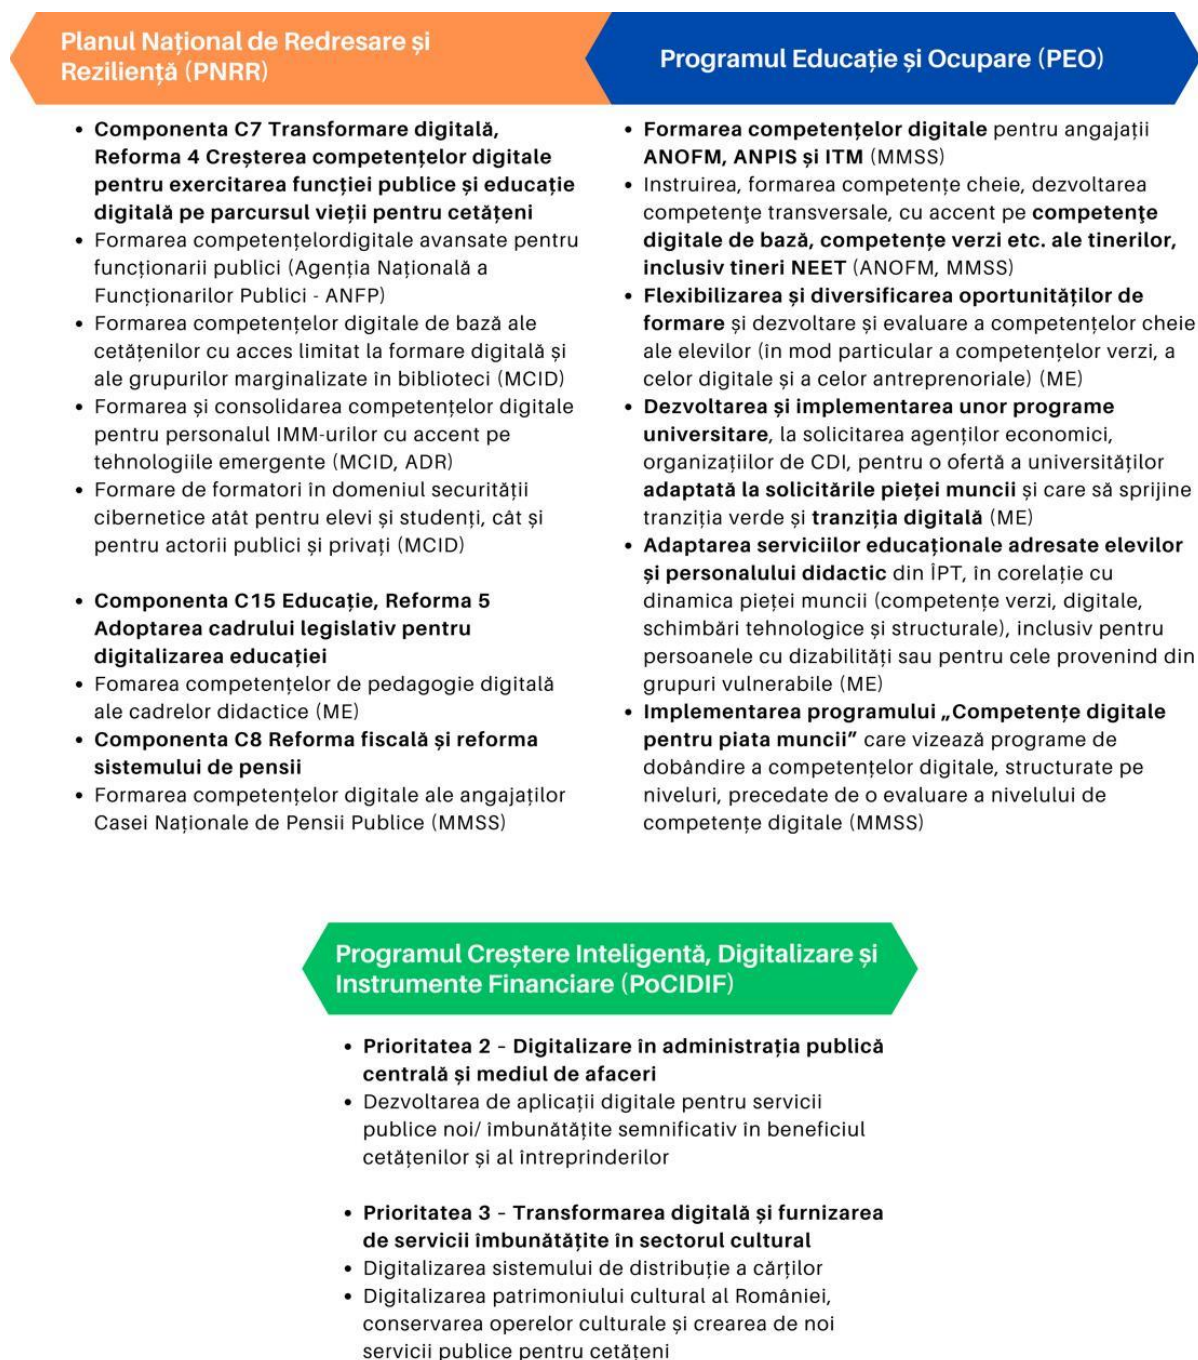 Planul Național de Redresare și
Reziliență (PNRR)
• Componenta C7 Transformare digitală,
Reforma 4 Creșterea competențelor digitale
pentru exercitarea funcției publice și educație
digitală pe parcursul vieții pentru cetățeni
• Formarea competențelordigitale avansate pentru
funcționarii publici (Agenția Națională a
Funcționarilor Publici - ANFP)
• Formarea competențelor digitale de bază ale
cetățenilor cu acces limitat la formare digitală și
ale grupurilor marginalizate în biblioteci (MCID)
• Formarea și consolidarea competențelor digitale
pentru personalul IMM-urilor cu accent pe
tehnologiile emergente (MCID, ADR)
• Formare de formatori în domeniul securității
cibernetice atât pentru elevi și studenți, cât și
pentru actorii publici și privați (MCID)
• Componenta C15 Educație, Reforma 5
Adoptarea cadrului legislativ pentru
digitalizarea educației
• Fomarea competențelor de pedagogie digitală
ale cadrelor didactice (ME)
• Componenta C8 Reforma fiscală și reforma
sistemului de pensii
• Formarea competențelor digitale ale angajaților
Casei Naționale de Pensii Publice (MMSS)
Programul Educație și Ocupare (PEO)
• Formarea competențelor digitale pentru angajații
ANOFM, ANPIS și ITM (MMSS)
• Instruirea, formarea competențe cheie, dezvoltarea
competenţe transversale, cu accent pe competențe
digitale de bază, competențe verzi etc. ale tinerilor,
inclusiv tineri NEET (ANOFM, MMSS)
• Flexibilizarea și diversificarea oportunităților de
formare și dezvoltare și evaluare a competențelor cheie
ale elevilor (în mod particular a competențelor verzi, a
celor digitale și a celor antreprenoriale) (ME)
• Dezvoltarea și implementarea unor programe
universitare, la solicitarea agenților economici,
organizațiilor de CDI, pentru o ofertă a universităților
adaptată la solicitările pieței muncii și care să sprijine
tranziția verde și tranziția digitală (ME)
• Adaptarea serviciilor educaționale adresate elevilor
și personalului didactic din ÎPT, în corelație cu
dinamica pieței muncii (competențe verzi, digitale,
schimbări tehnologice și structurale), inclusiv pentru
persoanele cu dizabilități sau pentru cele provenind din
grupuri vulnerabile (ME)
• Implementarea programului „Competențe digitale
pentru piata muncii” care vizează programe de
dobândire a competențelor digitale, structurate pe
niveluri, precedate de o evaluare a nivelului de
competențe digitale (MMSS)
Programul Creștere Inteligentă, Digitalizare și
Instrumente Financiare (PoCIDIF)
• Prioritatea 2 – Digitalizare în administrația publică
centrală și mediul de afaceri
• Dezvoltarea de aplicații digitale pentru servicii
publice noi/ îmbunătățite semnificativ în beneficiul
cetățenilor și al întreprinderilor
• Prioritatea 3 – Transformarea digitală și furnizarea
de servicii îmbunătățite în sectorul cultural
• Digitalizarea sistemului de distribuție a cărților
• Digitalizarea patrimoniului cultural al României,
conservarea operelor culturale și crearea de noi
servicii publice pentru cetățeni